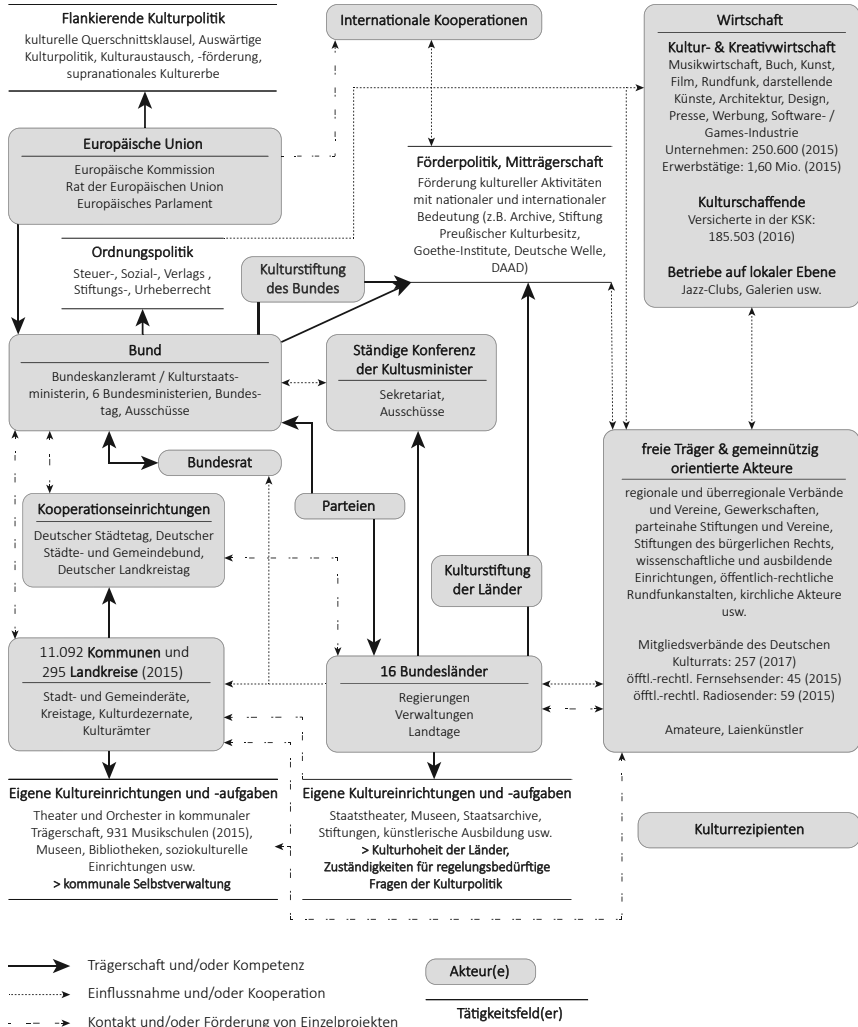 Flankierende Kulturpolitik
kulturelle Querschnittsklausel, Auswärtige
Kulturpolitik, Kulturaustausch, -förderung,
supranationales Kulturerbe
Internationale Kooperationen
Wirtschaft
Kultur- & Kreativwirtschaft
Musikwirtschaft, Buch, Kunst,
Film, Rundfunk, darstellende
Künste, Architektur, Design,
Presse, Werbung, Software- /
Games-Industrie
Unternehmen: 250.600 (2015)
Erwerbstätige: 1,60 Mio. (2015)
Kulturschaffende
Versicherte in der KSK:
185.503 (2016)
Betriebe auf lokaler Ebene
Jazz-Clubs, Galerien usw.
Europäische Union
Europäische Kommission
Rat der Europäischen Union
Europäisches Parlament
Förderpolitik, Mitträgerschaft
Förderung kultureller Aktivitäten
mit nationaler und internationaler
Bedeutung (z.B. Archive, Stiftung
Preußischer Kulturbesitz,
Goethe-Institute, Deutsche Welle,
DAAD)
Ordnungspolitik
Steuer-, Sozial-, Verlags ,
Stiftungs-, Urheberrecht
Kulturstiftung
des Bundes
Bund
Bundeskanzleramt / Kulturstaats-
ministerin, 6 Bundesministerien, Bundes-
tag, Ausschüsse
Ständige Konferenz
der Kultusminister
Sekretariat,
Ausschüsse
Bundesrat
Parteien
Kooperationseinrichtungen
Deutscher Städtetag, Deutscher
Städte- und Gemeindebund,
Deutscher Landkreistag
Kulturstiftung
der Länder
freie Träger & gemeinnützig
orientierte Akteure
regionale und überregionale Verbände
und Vereine, Gewerkschaften,
parteinahe Stiftungen und Vereine,
Stiftungen des bürgerlichen Rechts,
wissenschaftliche und ausbildende
Einrichtungen, öffentlich-rechtliche
Rundfunkanstalten, kirchliche Akteure
usw.
Mitgliedsverbände des Deutschen
Kulturrats: 257 (2017)
öfftl.-rechtl. Fernsehsender: 45 (2015)
öfftl.-rechtl. Radiosender: 59 (2015)
Amateure, Laienkünstler
11.092 Kommunen und
295 Landkreise (2015)
Stadt- und Gemeinderäte,
Kreistage, Kulturdezernate,
Kulturämter
16 Bundesländer
Regierungen
Verwaltungen
Landtage
Eigene Kultureinrichtungen und -aufgaben
Theater und Orchester in kommunaler
Trägerschaft, 931 Musikschulen (2015),
Museen, Bibliotheken, soziokulturelle
Einrichtungen usw.
> kommunale Selbstverwaltung
Eigene Kultureinrichtungen und -aufgaben
Staatstheater, Museen, Staatsarchive,
Stiftungen, künstlerische Ausbildung usw.
> Kulturhoheit der Länder,
Zuständigkeiten für regelungsbedürftige
Fragen der Kulturpolitik
Kulturrezipienten
Trägerschaft und/oder Kompetenz
Einflussnahme und/oder Kooperation
Kontakt und/oder Förderung von Einzelprojekten
Akteur(e)
Tätigkeitsfeld(er)